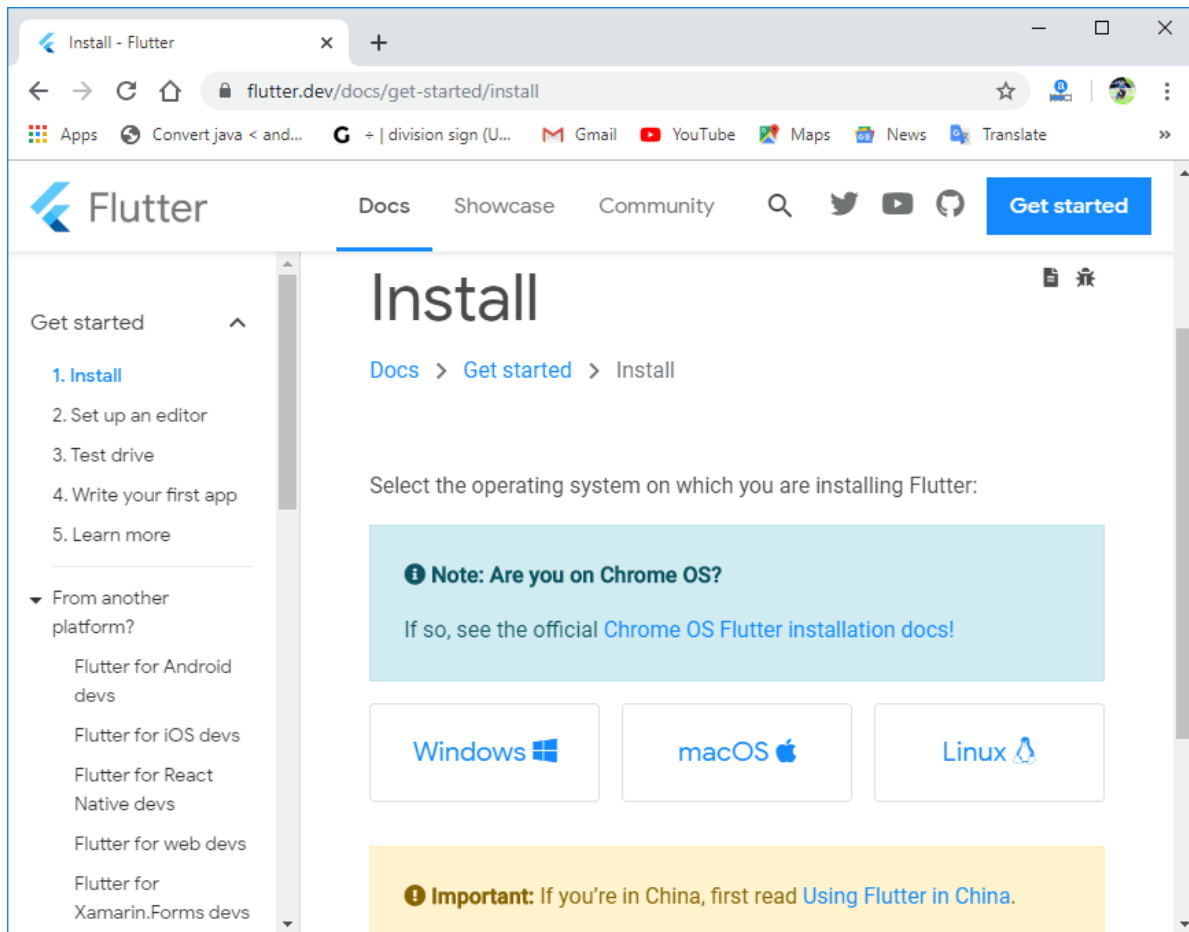 Install - Flutter
flutter.dev/docs/get-started/install
Apps Convert java < and... G ÷ | division sign (U... Gmail YouTube Maps News Translate »
Flutter Docs Showcase Community Get started
Get started
1. Install
2. Set up an editor
3. Test drive
4. Write your first app
5. Learn more
From another
platform?
Flutter for Android
devs
Flutter for iOS devs
Flutter for React
Native devs
Flutter for web devs
Flutter for
Xamarin.Forms devs
Install
Docs > Get started > Install
Select the operating system on which you are installing Flutter:
Note: Are you on Chrome OS?
If so, see the official Chrome OS Flutter installation docs!
Windows macOS Linux
Important: If you’re in China, first read Using Flutter in China.